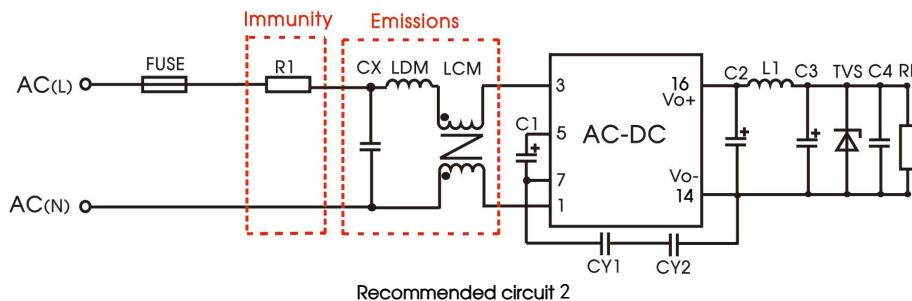 Immunity
Emissions
FUSE
R1
CX
LDM
LCM
AC(L)
AC(N)
C1
3
5
7
1
AC-DC
16
Vo+
Vo-
14
C2
L1
C3
TVS
C4
+
+
+
CY1
CY2
Recommended circuit 2